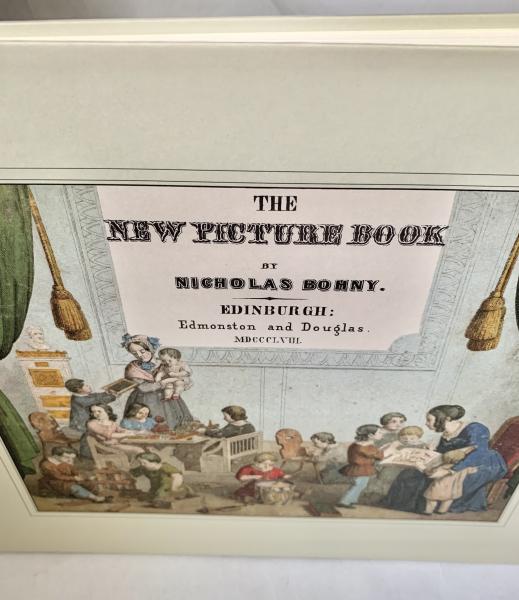 THE
NEW PICTURE BOOK
BY
NICHOLAS BOHNY.
EDINBURGH:
Edmonston and Douglas.
MDCCCLVIII.